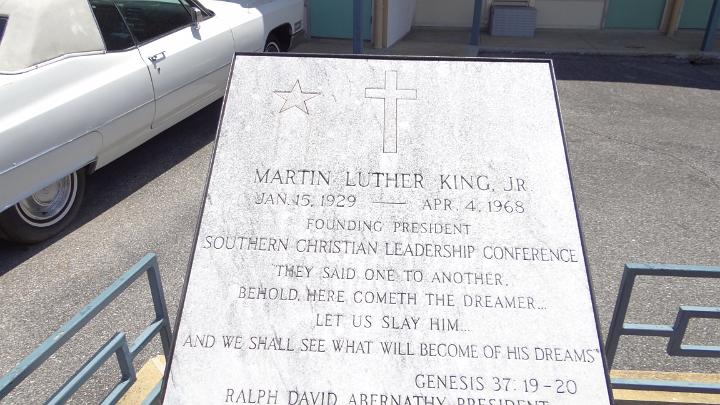 MARTIN LUTHER KING, JR.
JAN. 15, 1929 — APR. 4, 1968
FOUNDING PRESIDENT
SOUTHERN CHRISTIAN LEADERSHIP CONFERENCE
"THEY SAID ONE TO ANOTHER,
BEHOLD, HERE COMETH THE DREAMER...
LET US SLAY HIM...
AND WE SHALL SEE WHAT WILL BECOME OF HIS DREAMS"
GENESIS 37: 19-20
RALPH DAVID ABERNATHY PRESIDENT